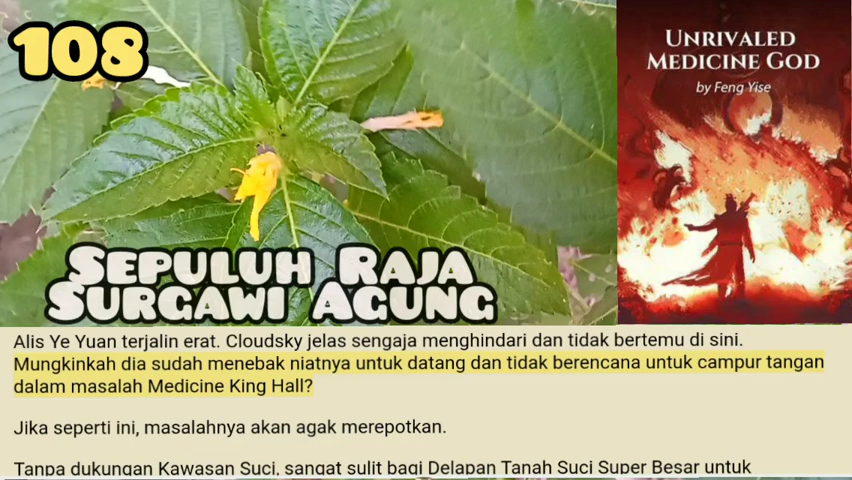 108
UNRIVALED
MEDICINE GOD
by Feng Yise
SEPULUH RAJA
SURGAWI AGUNG
Alis Ye Yuan terjalin erat. Cloudsky jelas sengaja menghindari dan tidak bertemu di sini.
Mungkinkah dia sudah menebak niatnya untuk datang dan tidak berencana untuk campur tangan
dalam masalah Medicine King Hall?
Jika seperti ini, masalahnya akan agak merepotkan.
Tanpa dukungan Kawasan Suci, sangat sulit bagi Delapan Tanah Suci Super Besar untuk